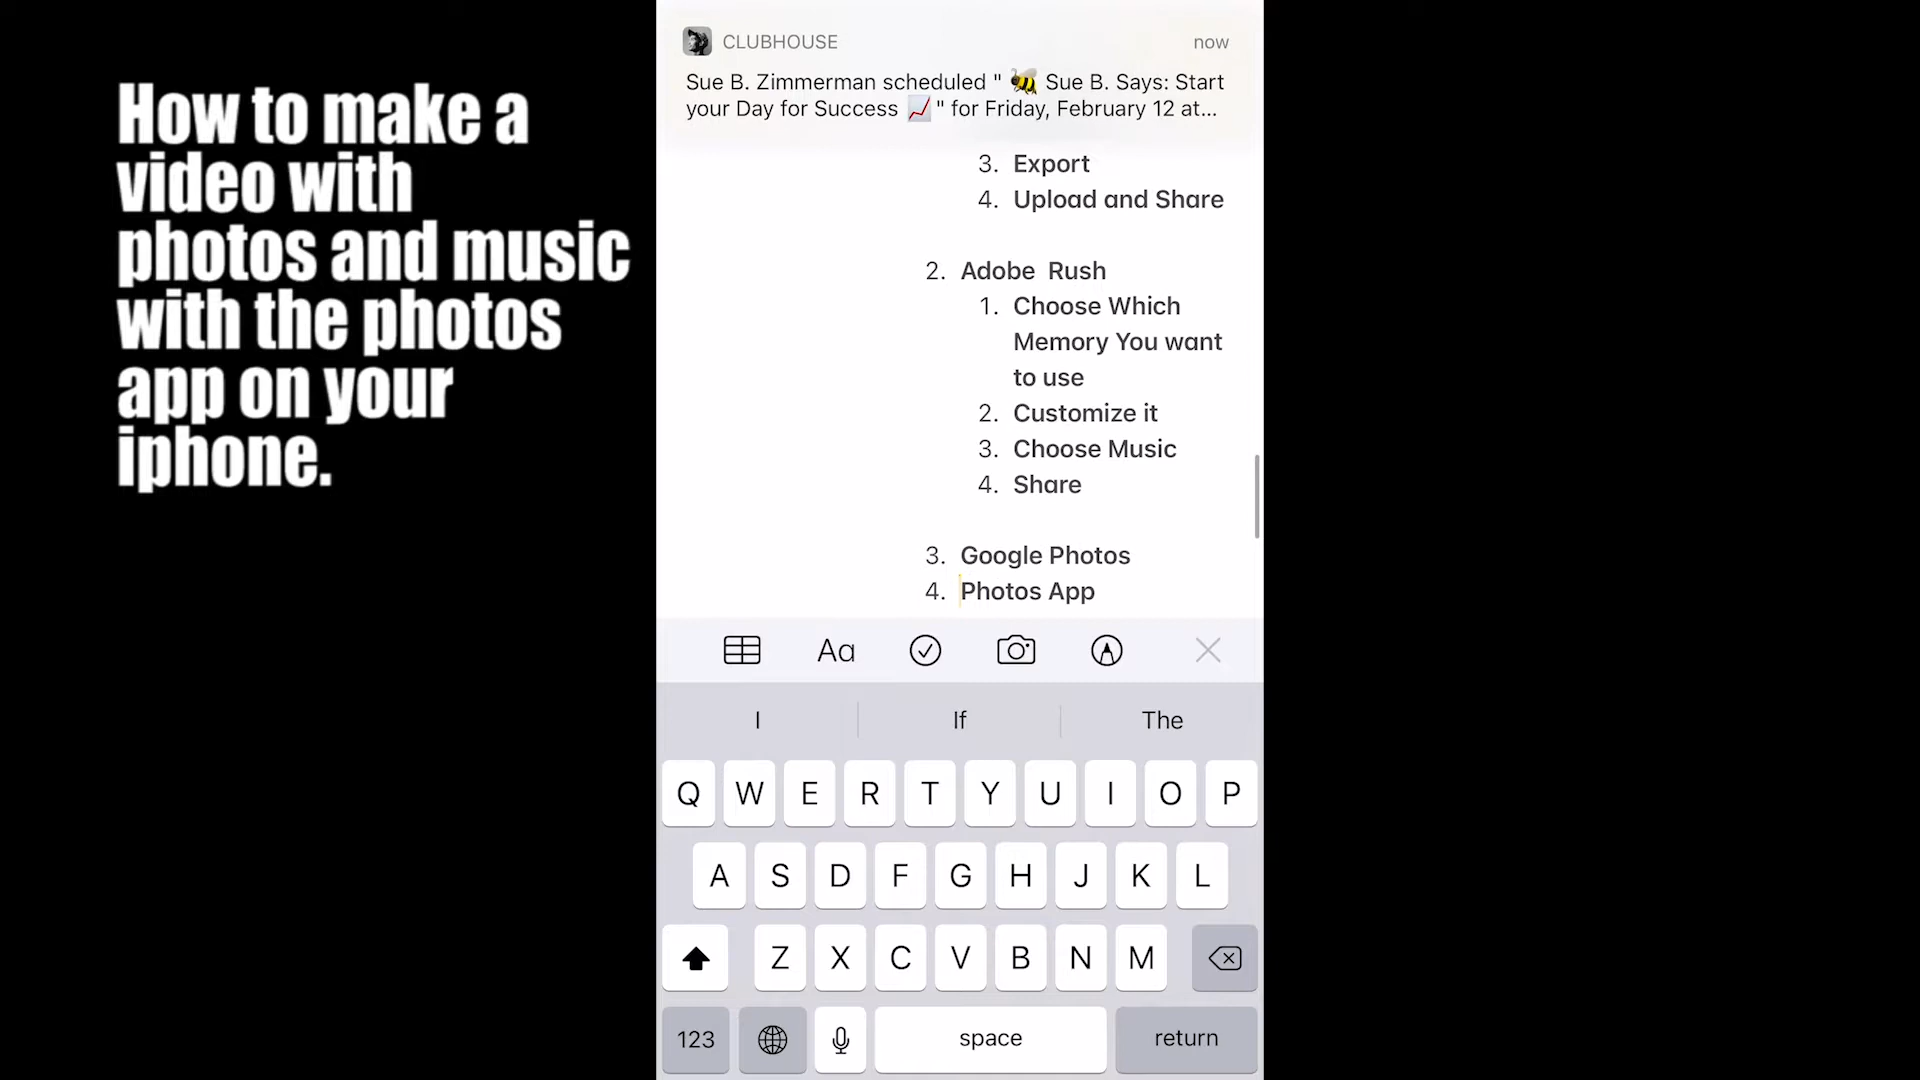 How to make a
video with
photos and music
with the photos
app on your
iphone.
CLUBHOUSE
now
Sue B. Zimmerman scheduled " 🐝 Sue B. Says: Start
your Day for Success 📈 " for Friday, February 12 at...
3. Export
4. Upload and Share
2. Adobe Rush
1. Choose Which
Memory You want
to use
2. Customize it
3. Choose Music
4. Share
3. Google Photos
4. Photos App
Aa
I If The
Q W E R T Y U I O P
A S D F G H J K L
Z X C V B N M
123 space return